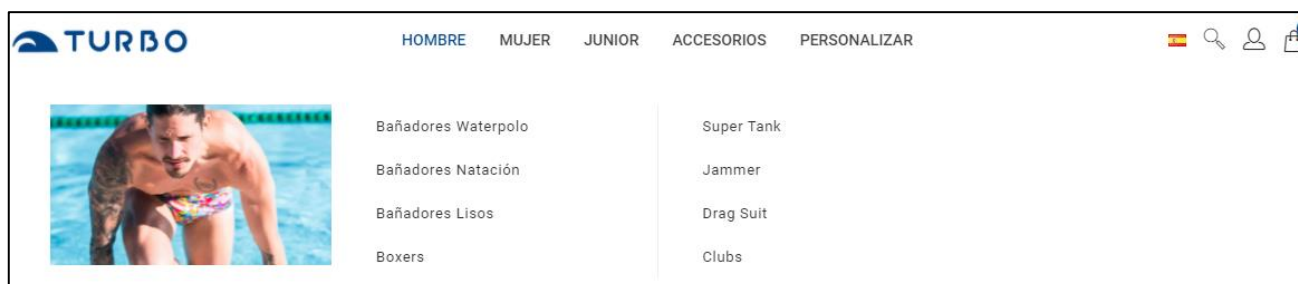 TURBO
HOMBRE MUJER JUNIOR ACCESORIOS PERSONALIZAR
Bañadores Waterpolo
Bañadores Natación
Bañadores Lisos
Boxers
Super Tank
Jammer
Drag Suit
Clubs